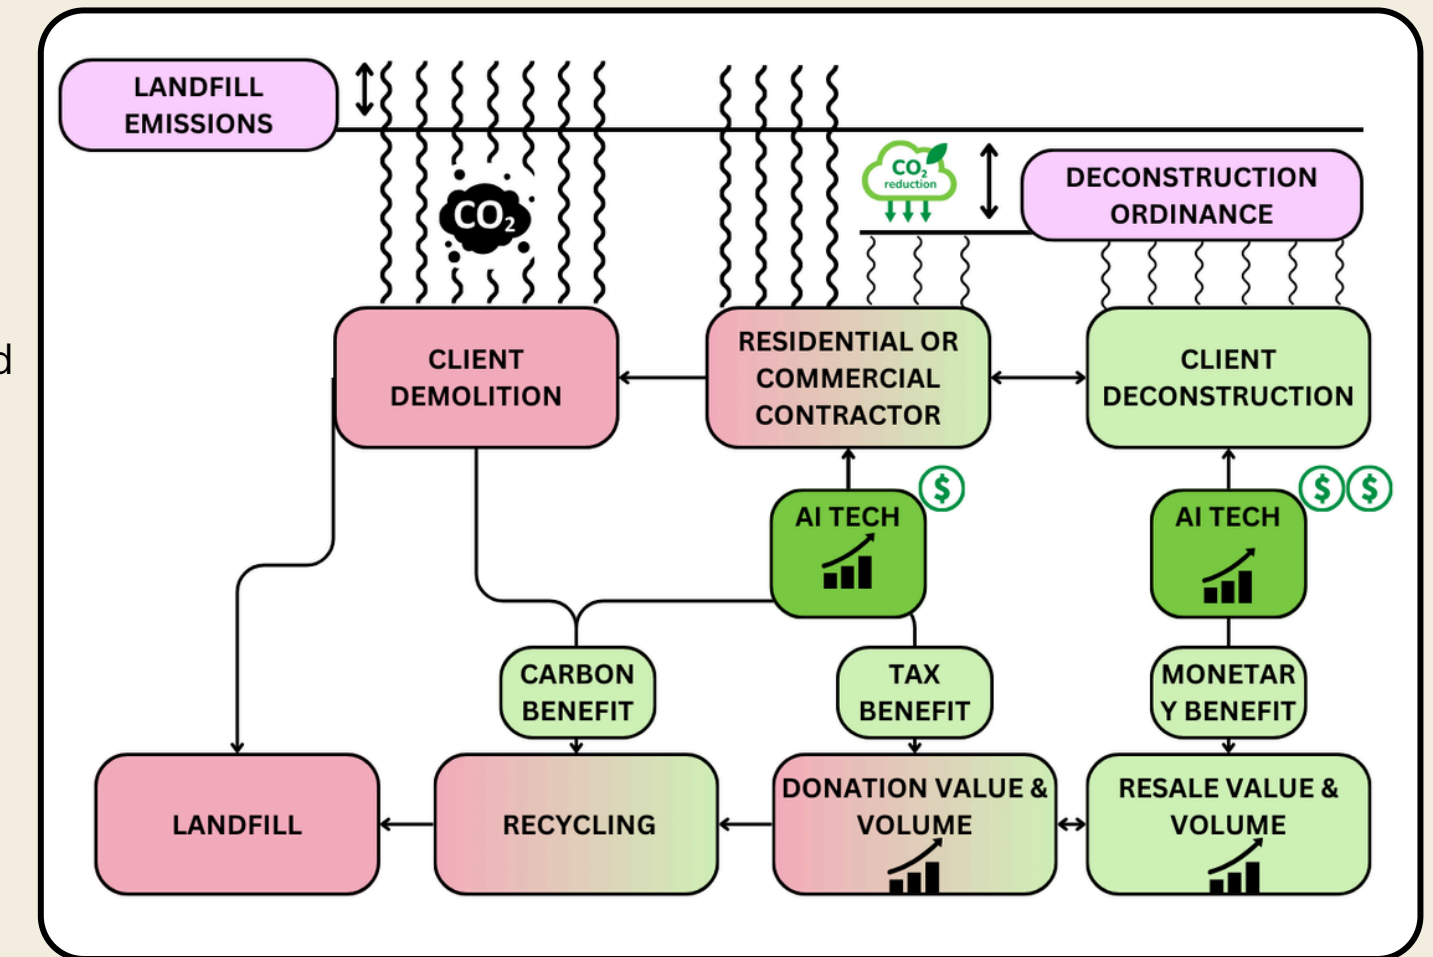 LANDFILL
EMISSIONS
CO2
CO2
reduction
DECONSTRUCTION
ORDINANCE
d
CLIENT
DEMOLITION
RESIDENTIAL OR
COMMERCIAL
CONTRACTOR
CLIENT
DECONSTRUCTION
AI TECH
$
AI TECH
$ $
CARBON
BENEFIT
TAX
BENEFIT
MONETAR
Y BENEFIT
LANDFILL
RECYCLING
DONATION VALUE &
VOLUME
RESALE VALUE &
VOLUME